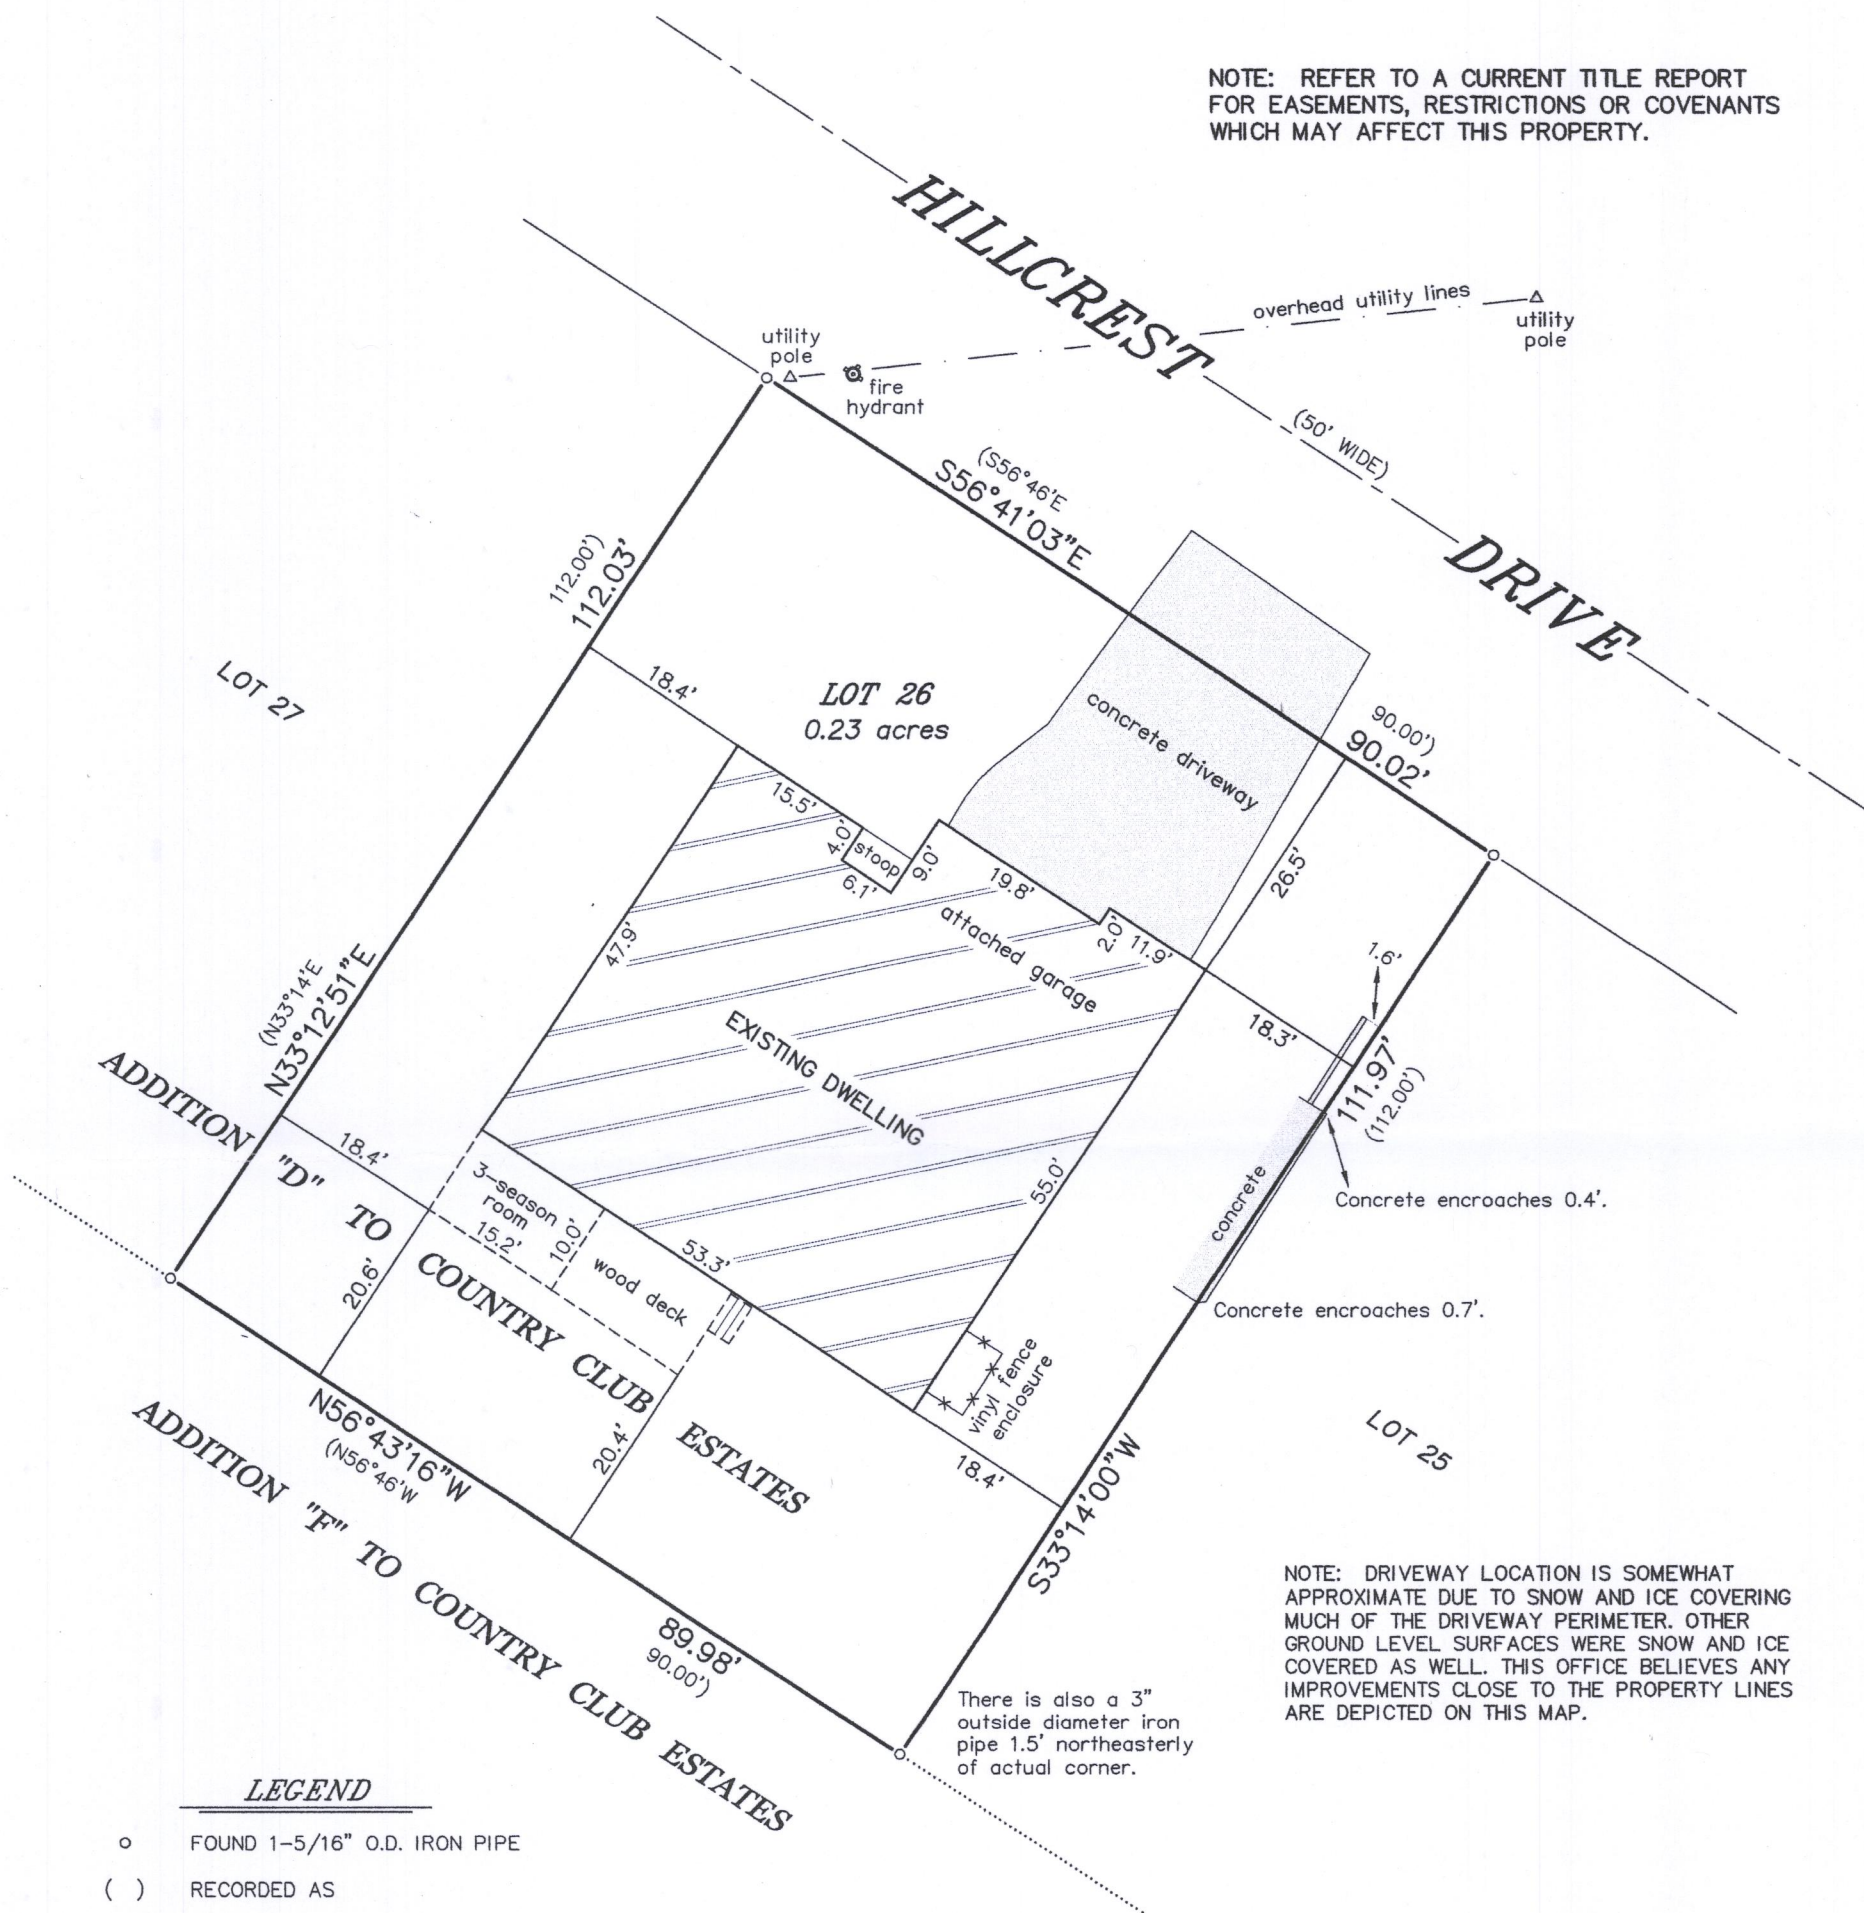 NOTE: REFER TO A CURRENT TITLE REPORT
FOR EASEMENTS, RESTRICTIONS OR COVENANTS
WHICH MAY AFFECT THIS PROPERTY.
HILLCREST DRIVE
(50' WIDE)
overhead utility lines
utility
pole
utility
pole
fire
hydrant
(S56°46'E
S56°41'03"E
90.00')
90.02'
(112.00')
112.03'
(N33°14'E
N33°12'51"E
LOT 27
LOT 26
0.23 acres
concrete driveway
18.4'
15.5'
4.0'
stoop
6.1'
9.0'
19.8'
2.0'
11.9'
attached garage
26.5'
18.3'
1.6'
111.97'
(112.00')
47.9'
EXISTING DWELLING
55.0'
concrete
Concrete encroaches 0.4'.
Concrete encroaches 0.7'.
18.4'
3-season
room
15.2'
10.0'
wood deck
53.3'
20.6'
20.4'
vinyl fence
enclosure
18.4'
S33°14'00"W
LOT 25
ADDITION "D" TO COUNTRY CLUB ESTATES
N56°43'16"W
(N56°46'W
89.98'
90.00')
ADDITION "F" TO COUNTRY CLUB ESTATES
There is also a 3"
outside diameter iron
pipe 1.5' northeasterly
of actual corner.
NOTE: DRIVEWAY LOCATION IS SOMEWHAT
APPROXIMATE DUE TO SNOW AND ICE COVERING
MUCH OF THE DRIVEWAY PERIMETER. OTHER
GROUND LEVEL SURFACES WERE SNOW AND ICE
COVERED AS WELL. THIS OFFICE BELIEVES ANY
IMPROVEMENTS CLOSE TO THE PROPERTY LINES
ARE DEPICTED ON THIS MAP.
LEGEND
FOUND 1-5/16" O.D. IRON PIPE
( ) RECORDED AS